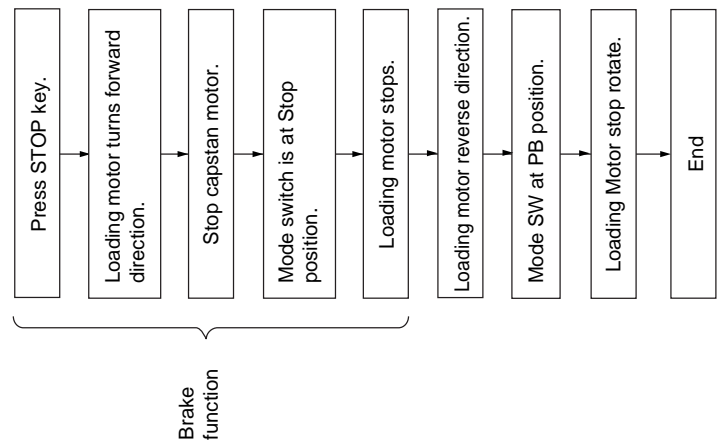 Press STOP key.
Loading motor turns forward
direction.
Stop capstan motor.
Mode switch is at Stop
position.
Loading motor stops.
Loading motor reverse direction.
Mode SW at PB position.
Loading Motor stop rotate.
End
Brake
function